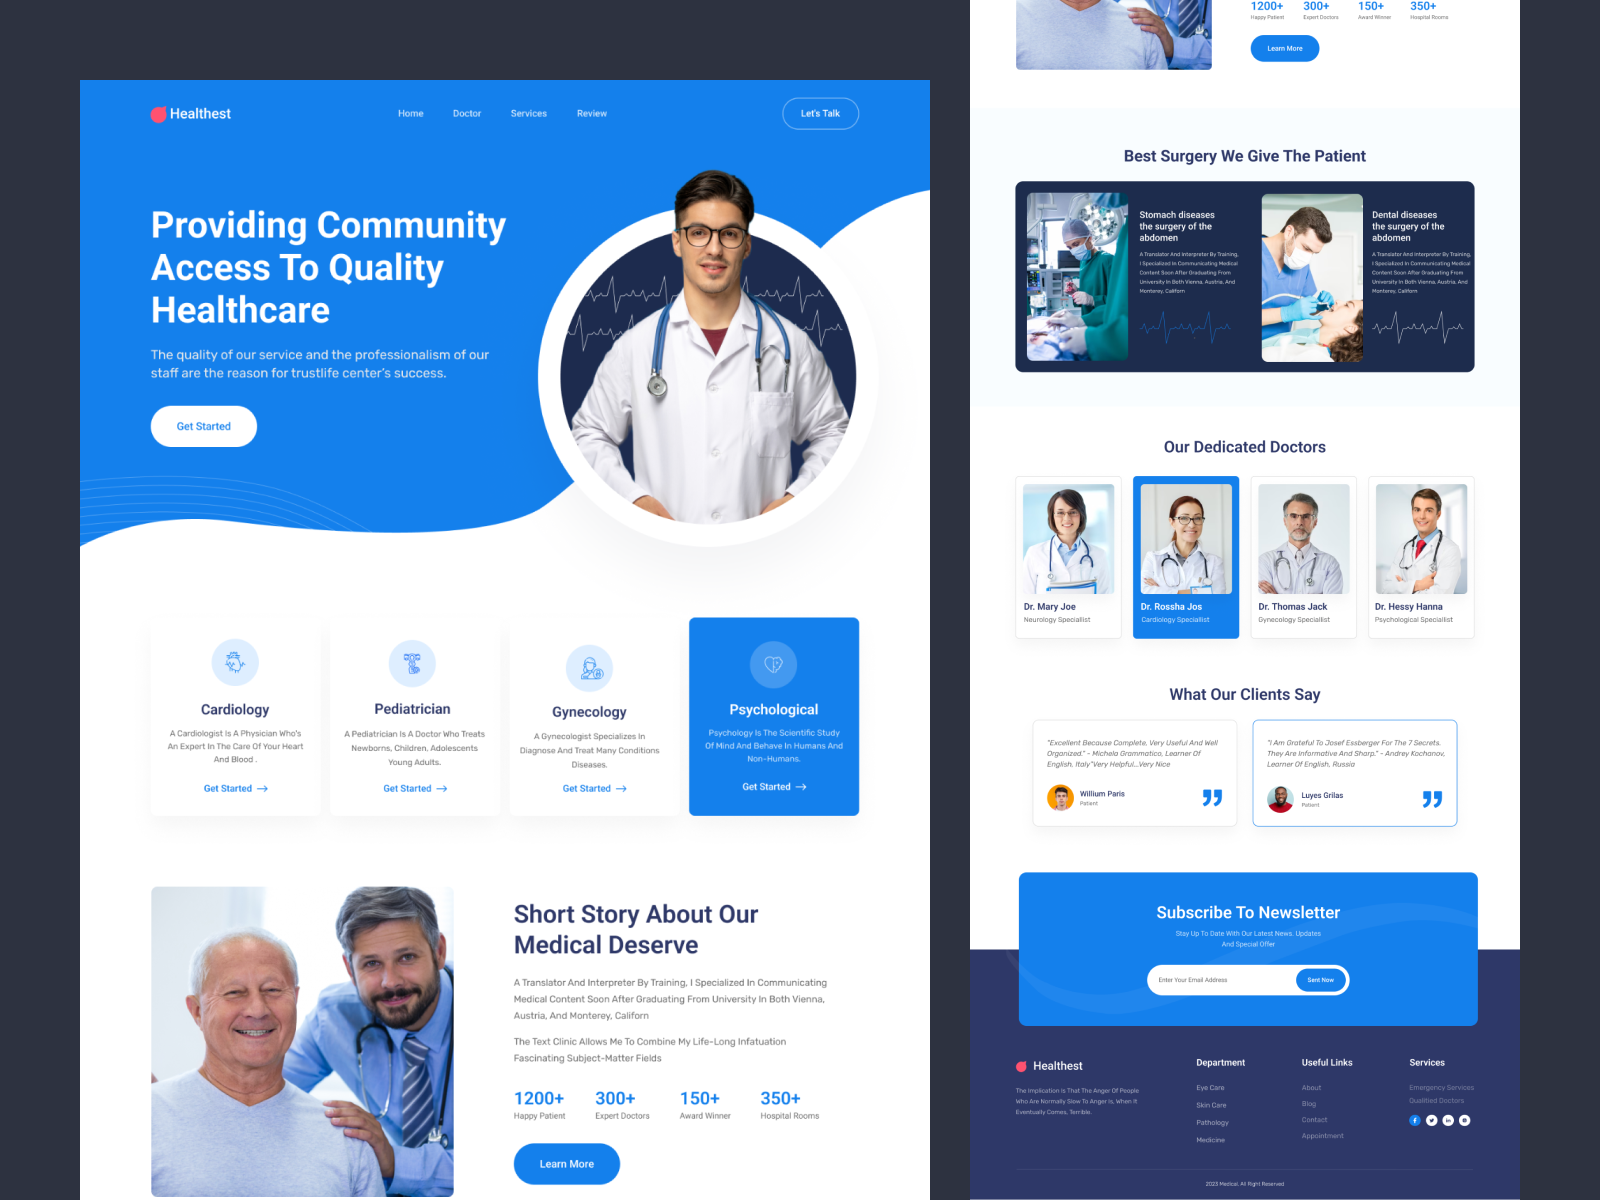 Healthest
Home
Doctor
Services
Review
Let's Talk
Providing Community
Access To Quality
Healthcare
The quality of our service and the professionalism of our
staff are the reason for trustlife center's success.
Get Started
Cardiology
A Cardiologist Is A Physician Who's
An Expert In The Care Of Your Heart
And Blood .
Get Started
Pediatrician
A Pediatrician Is A Doctor Who Treats
Newborns, Children. Adolescents
Young Adults.
Get Started
Gynecology
A Gynecologist Specializes In
Diagnose And Treat Many Conditions
Diseases.
Get Started
Psychological
Psychology Is The Scientific Study
Of Mind And Behave In Humans And
Non-Humans.
Get Started
Short Story About Our
Medical Deserve
A Translator And Interpreter By Training, I Specialized In Communicating
Medical Content Soon After Graduating From University In Both Vienna,
Austria, And Monterey, Californ
The Text Clinic Allows Me To Combine My Life-Long Infatuation
Fascinating Subject-Matter Fields
1200+
Happy Patient
300+
Expert Doctors
150+
Award Winner
350+
Hospital Rooms
Learn More
1200+
Happy Patient
300+
Expert Doctors
150+
Award Winner
350+
Hospital Rooms
Learn More
Best Surgery We Give The Patient
Stomach diseases
the surgery of the
abdomen
A Translator And Interpreter By Training,
I Specialized In Communicating Medical
Content Soon After Graduating From
University In Both Vienna, Austria, And
Monterey, Californ
Dental diseases
the surgery of the
abdomen
A Translator And Interpreter By Training,
I Specialized In Communicating Medical
Content Soon After Graduating From
University In Both Vienna, Austria, And
Monterey, Californ
Our Dedicated Doctors
Dr. Mary Joe
Neurology Speciallist
Dr. Rossha Jos
Cardiology Speciallist
Dr. Thomas Jack
Gynecology Speciallist
Dr. Hessy Hanna
Psychological Speciallist
What Our Clients Say
"Excellent Because Complete, Very Useful And Well
Organized." - Michela Grammatico, Learner Of
English, Italy"Very Helpful...Very Nice
Willium Paris
Patient
"I Am Grateful To Josef Essberger For The 7 Secrets.
They Are Informative And Sharp." - Andrey Kochanov,
Learner Of English, Russia
Luyes Grilas
Patient
Subscribe To Newsletter
Stay Up To Date With Our Latest News. Updates
And Special Offer
Enter Your Email Address
Sent Now
Healthest
The Implication Is That The Anger Of People
Who Are Normally Slow To Anger Is, When It
Eventually Comes, Terrible.
Department
Eye Care
Skin Care
Pathology
Medicine
Useful Links
About
Blog
Contact
Appointment
Services
Emergency Services
Qualified Doctors
2023 Medical. All Right Reserved